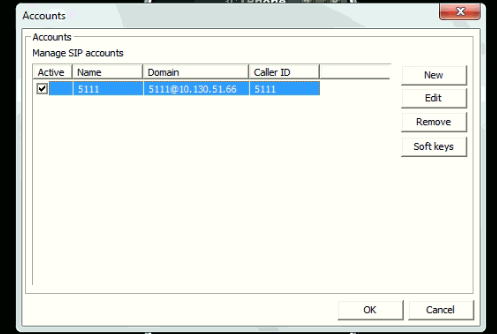 Accounts
Accounts
Manage SIP accounts
Active Name Domain Caller ID
5111 5111@10.130.51.66 5111
New
Edit
Remove
Soft keys
OK Cancel